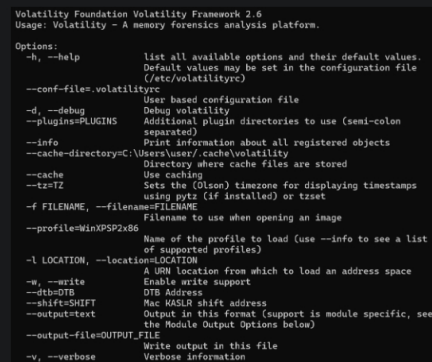 Volatility Foundation Volatility Framework 2.6
Usage: Volatility - A memory forensics analysis platform.
Options:
-h, --help list all available options and their default values.
Default values may be set in the configuration file
(/etc/volatilityrc)
--conf-file=.volatilityrc
User based configuration file
-d, --debug Debug volatility
--plugins=PLUGINS Additional plugin directories to use (semi-colon
separated)
--info Print information about all registered objects
--cache-directory=C:\Users\user/.cache\volatility
Directory where cache files are stored
--cache Use caching
--tz=TZ Sets the (Olson) timezone for displaying timestamps
using pytz (if installed) or tzset
-f FILENAME, --filename=FILENAME
Filename to use when opening an image
--profile=WinXPSP2x86
Name of the profile to load (use --info to see a list
of supported profiles)
-l LOCATION, --location=LOCATION
A URN location from which to load an address space
-w, --write Enable write support
--dtb=DTB DTB Address
--shift=SHIFT Mac KASLR shift address
--output=text Output in this format (support is module specific, see
the Module Output Options below)
--output-file=OUTPUT_FILE
Write output in this file
-v, --verbose Verbose information